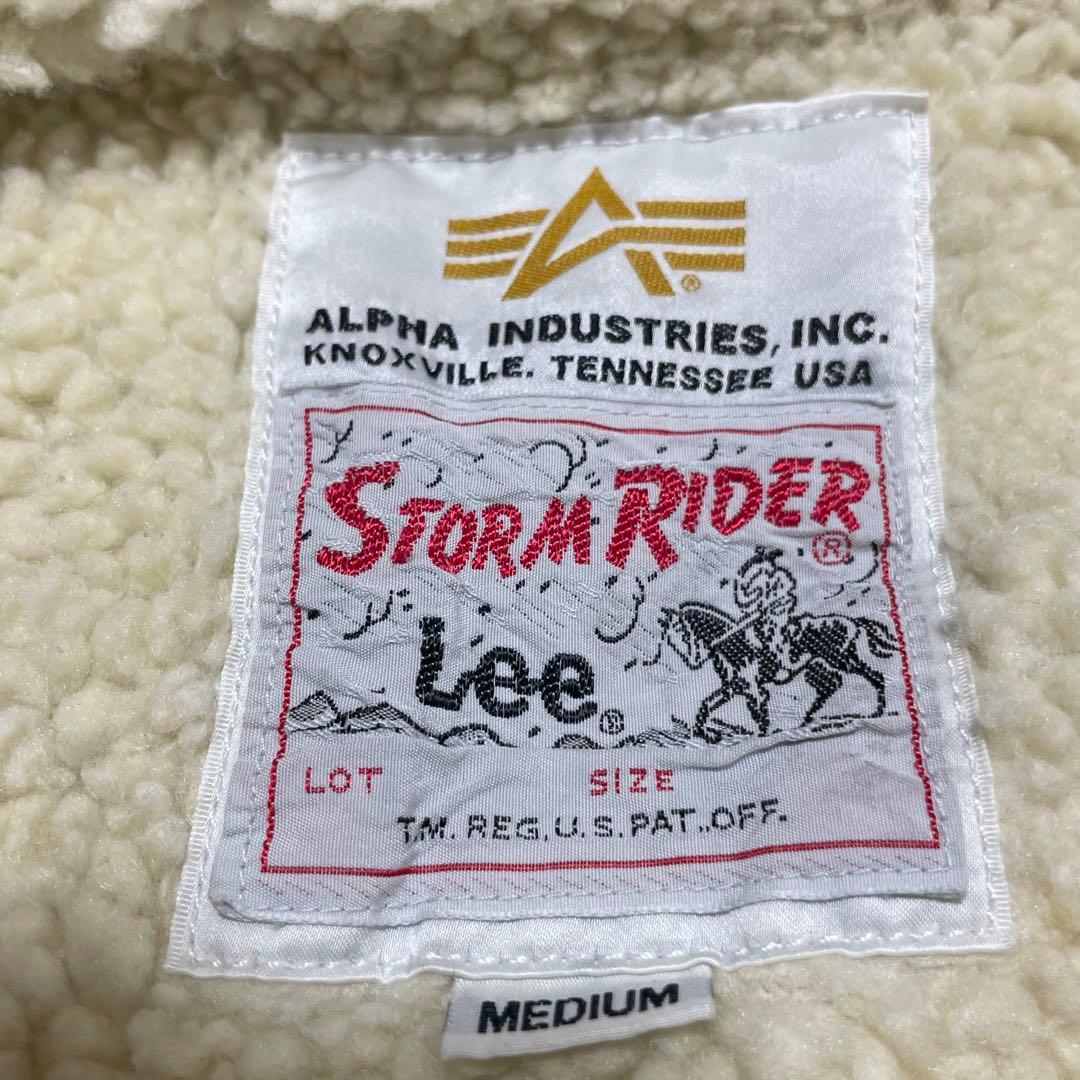 ®
ALPHA INDUSTRIES, INC.
KNOXVILLE. TENNESSEE USA
STORM RIDER ®
Lee ®
LOT SIZE
T.M. REG. U.S. PAT..OFF.
MEDIUM